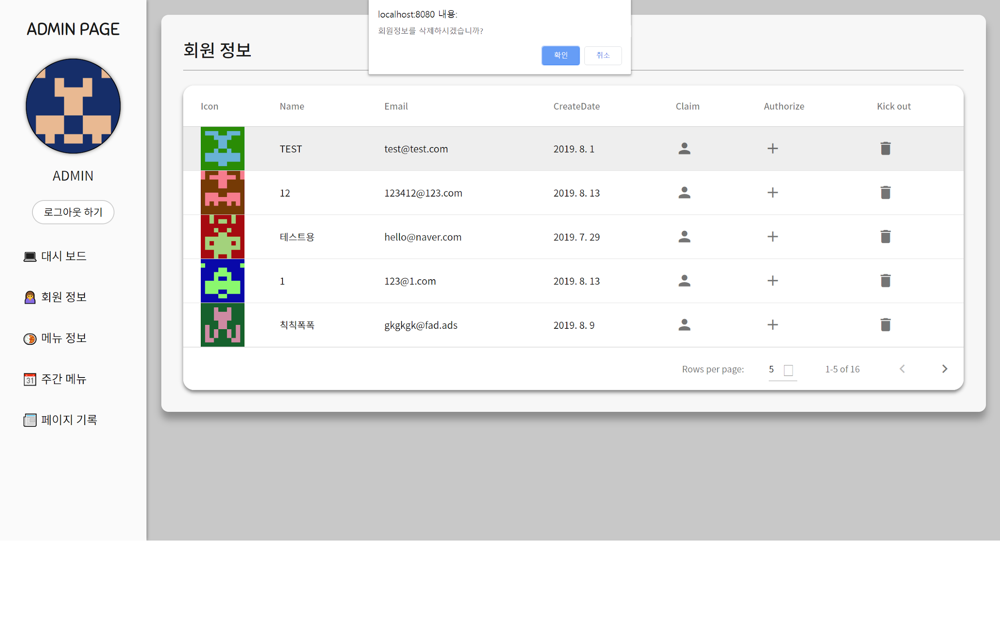 ADMIN PAGE
ADMIN
로그아웃 하기
대시 보드
회원 정보
메뉴 정보
31 주간 메뉴
페이지 기록
localhost:8080 내용:
회원정보를 삭제하시겠습니까?
확인 취소
회원 정보
Icon Name Email CreateDate Claim Authorize Kick out
TEST test@test.com 2019. 8. 1
12 123412@123.com 2019. 8. 13
테스트용 hello@naver.com 2019. 7. 29
1 123@1.com 2019. 8. 13
칙칙폭폭 gkgkgk@fad.ads 2019. 8. 9
Rows per page: 5 1-5 of 16